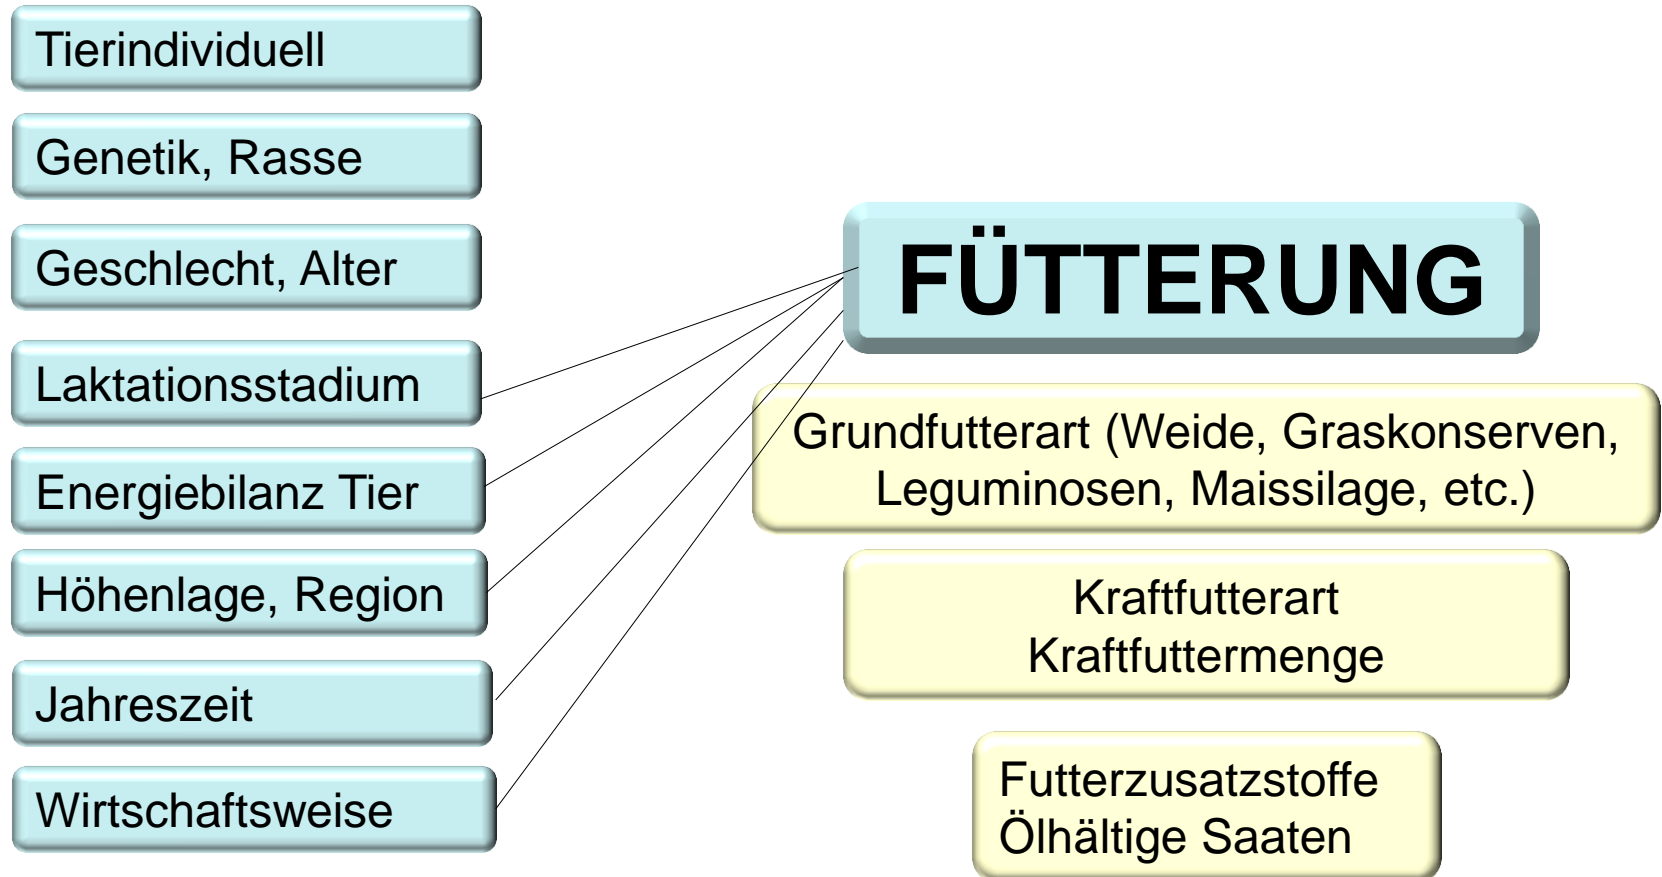 Tierindividuell
Genetik, Rasse
Geschlecht, Alter
Laktationsstadium
Energiebilanz Tier
Höhenlage, Region
Jahreszeit
Wirtschaftsweise
FÜTTERUNG
Grundfutterart (Weide, Graskonserven,
Leguminosen, Maissilage, etc.)
Kraftfutterart
Kraftfuttermenge
Futterzusatzstoffe
Ölhältige Saaten